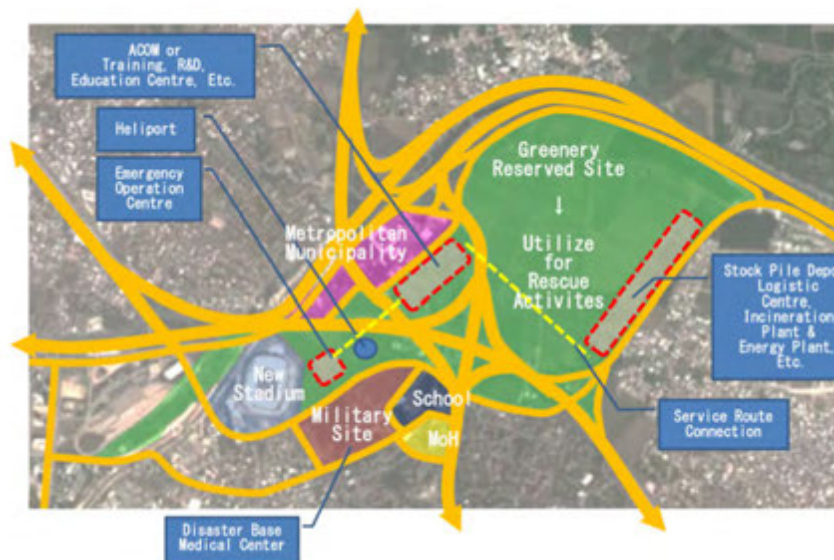 ACOM or
Training, R&D,
Education Centre, Etc.
Heliport
Emergency
Operation
Centre
Greenery
Reserved Site
↓
Utilize
for
Rescue
Activites
Metropolitan
Municipality
Stock Pile Depo
Logistic
Centre,
Incineration
Plant &
Energy Plant,
Etc.
New
Stadium
School
Military
Site
MoH
Service Route
Connection
Disaster Base
Medical Center